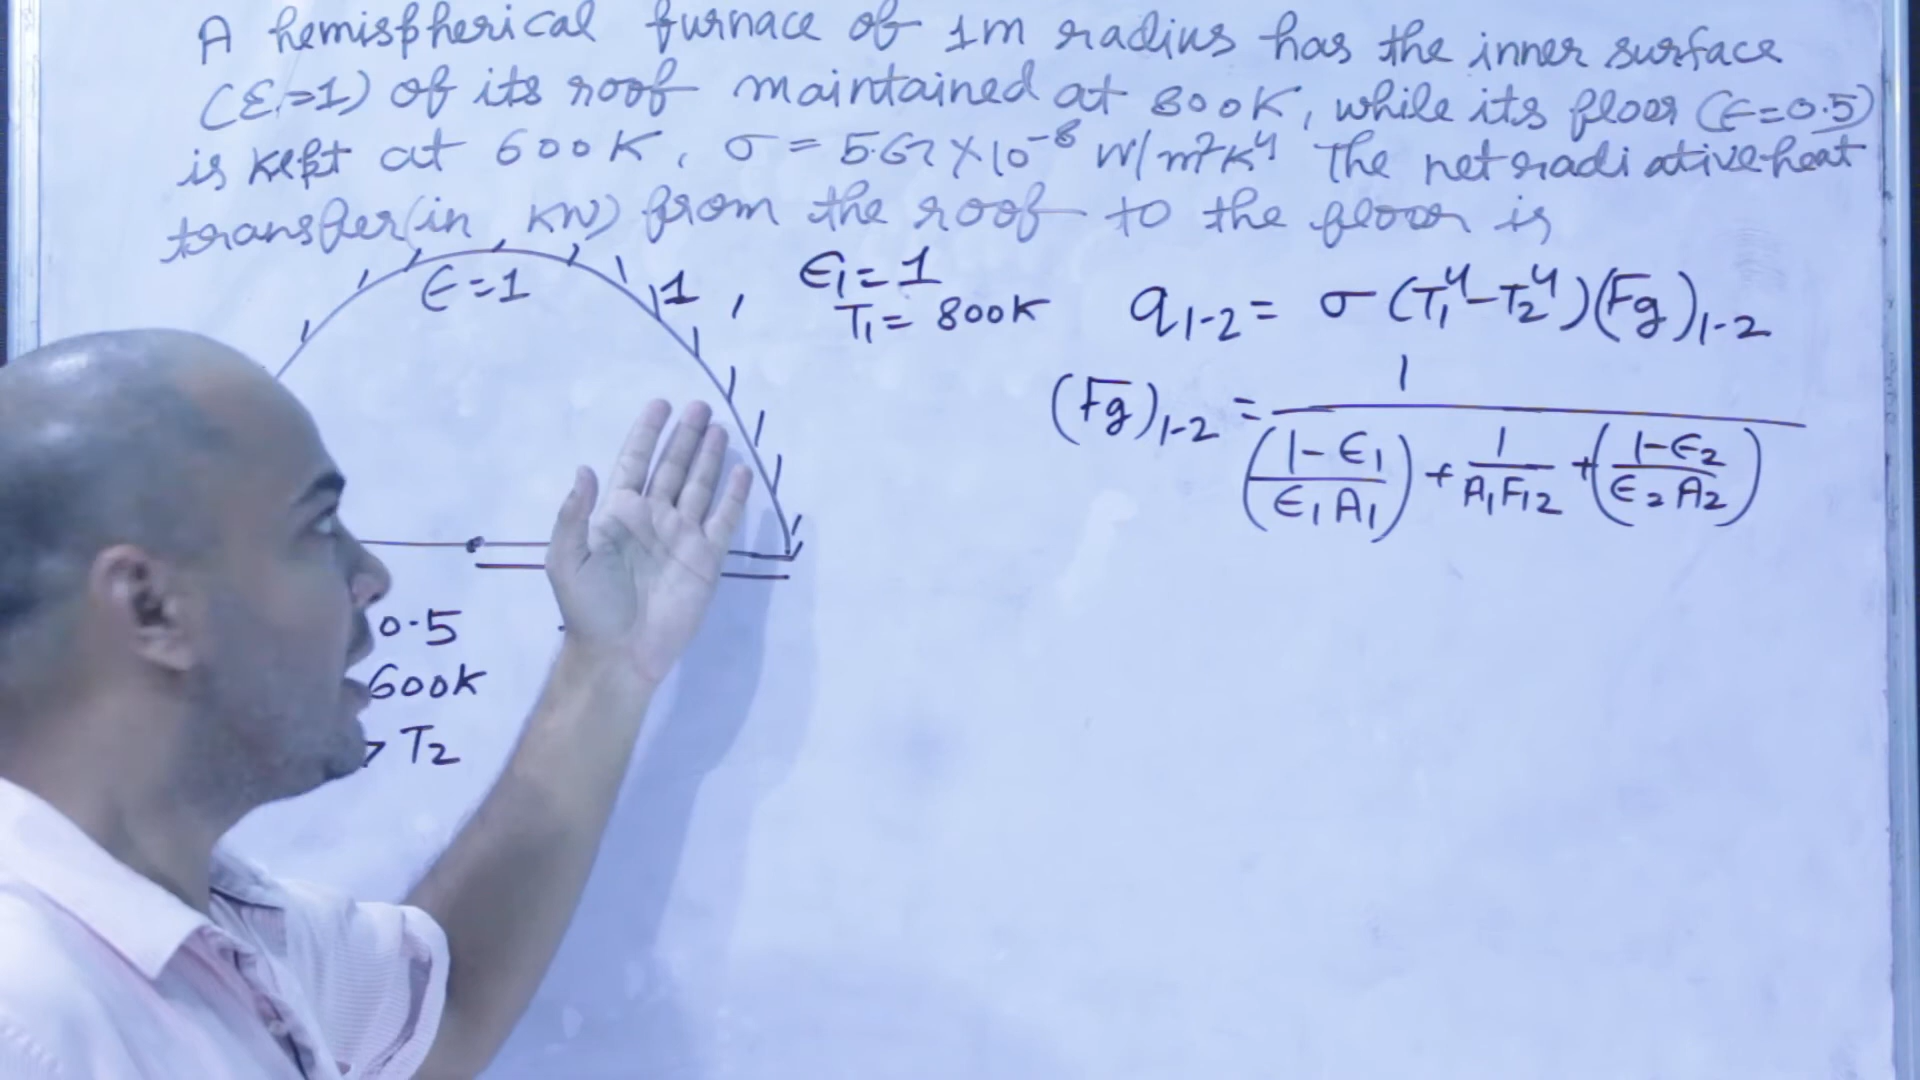 A hemispherical furnace of 1m radius has the inner surface
(ε=1) of its roof maintained at 800K, while its floor (ε=0.5)
is kept at 600K, σ = 5.67×10⁻⁸ W/m²K⁴ The net radiative heat
transfer(in KW) from the roof to the floor is
ε=1
1, ε₁=1
T₁= 800K
q₁₋₂= σ(T₁⁴-T₂⁴)(Fg)₁₋₂
(Fg)₁₋₂ = 1
(1-ε₁) + 1 + (1-ε₂)
ε₁A₁ A₁F₁₂ ε₂A₂
0.5
600K
> T₂